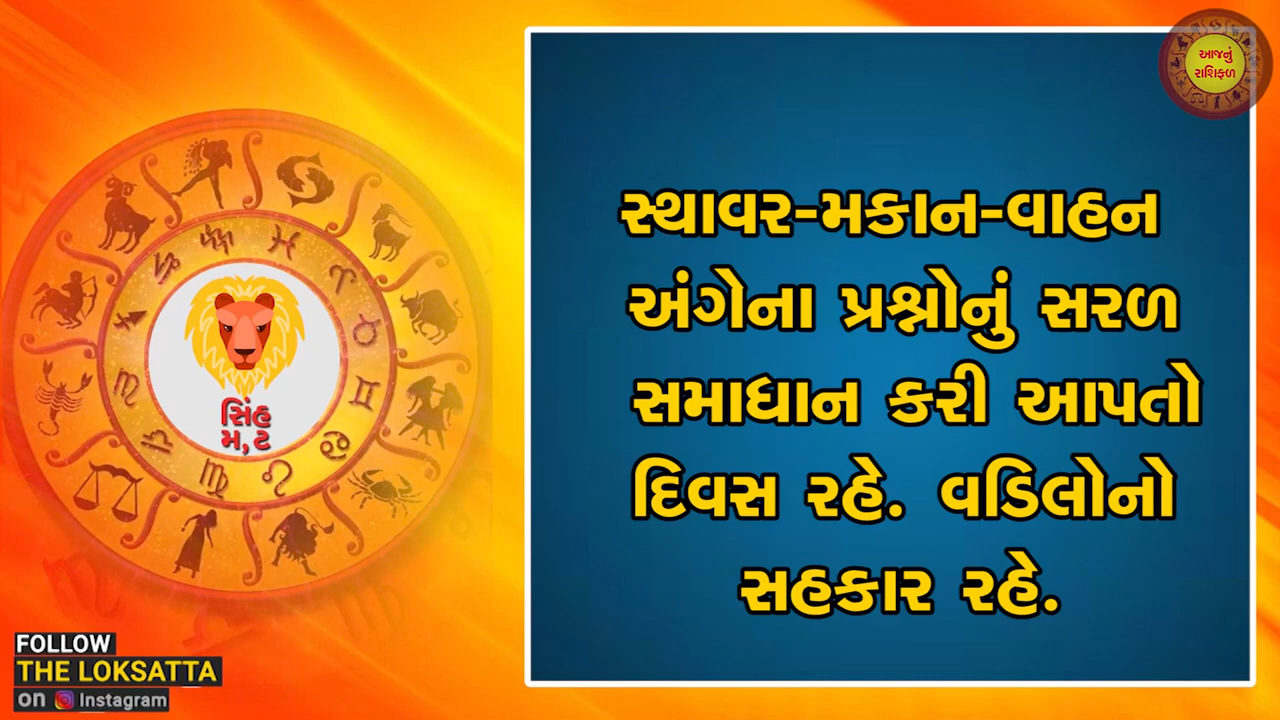 આજનું
રાશિફળ
સ્થાવર-મકાન-વાહન
અંગેના પ્રશ્નોનું સરળ
સમાધાન કરી આપતો
દિવસ રહે. વડિલોનો
સહકાર રહે.
સિંહ
મ, ટ
FOLLOW
THE LOKSATTA
on Instagram